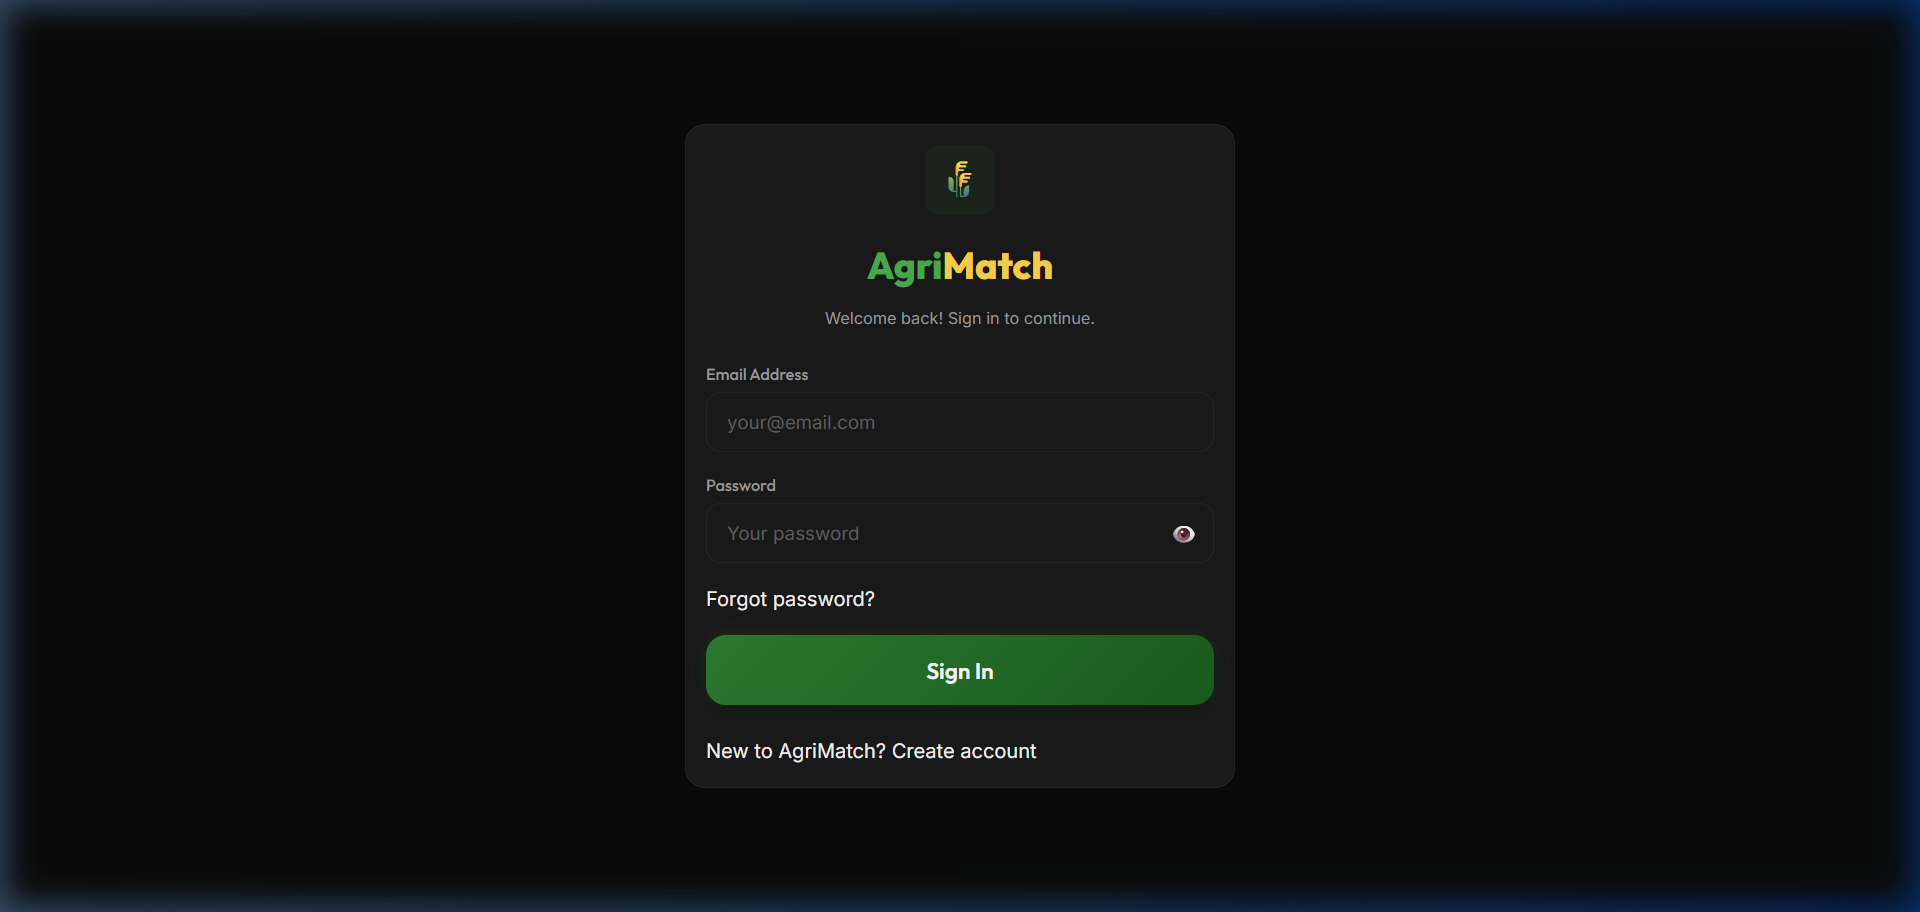 AgriMatch
Welcome back! Sign in to continue.
Email Address
your@email.com
Password
Your password
Forgot password?
Sign In
New to AgriMatch? Create account